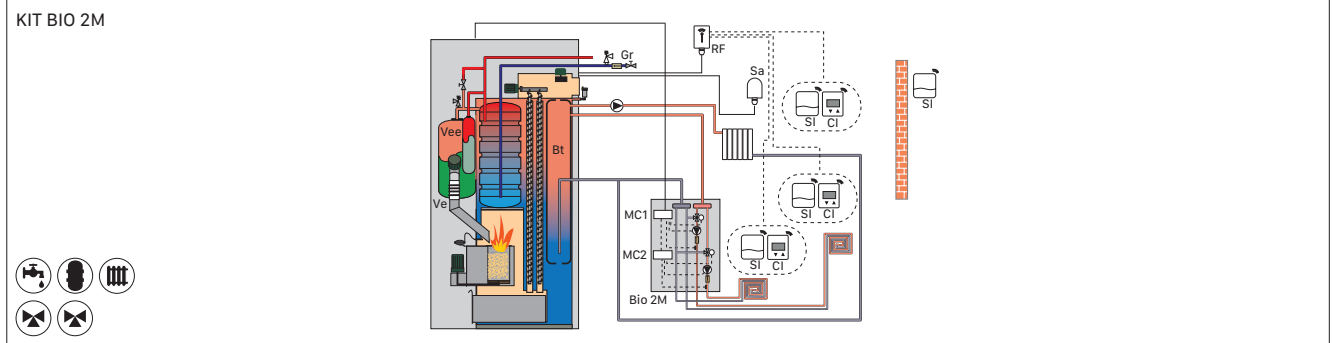 KIT BIO 2M
Gr
RF
Sa
SI
SI CI
Vee
Bt
SI CI
Ve
MC1
MC2
SI CI
Bio 2M